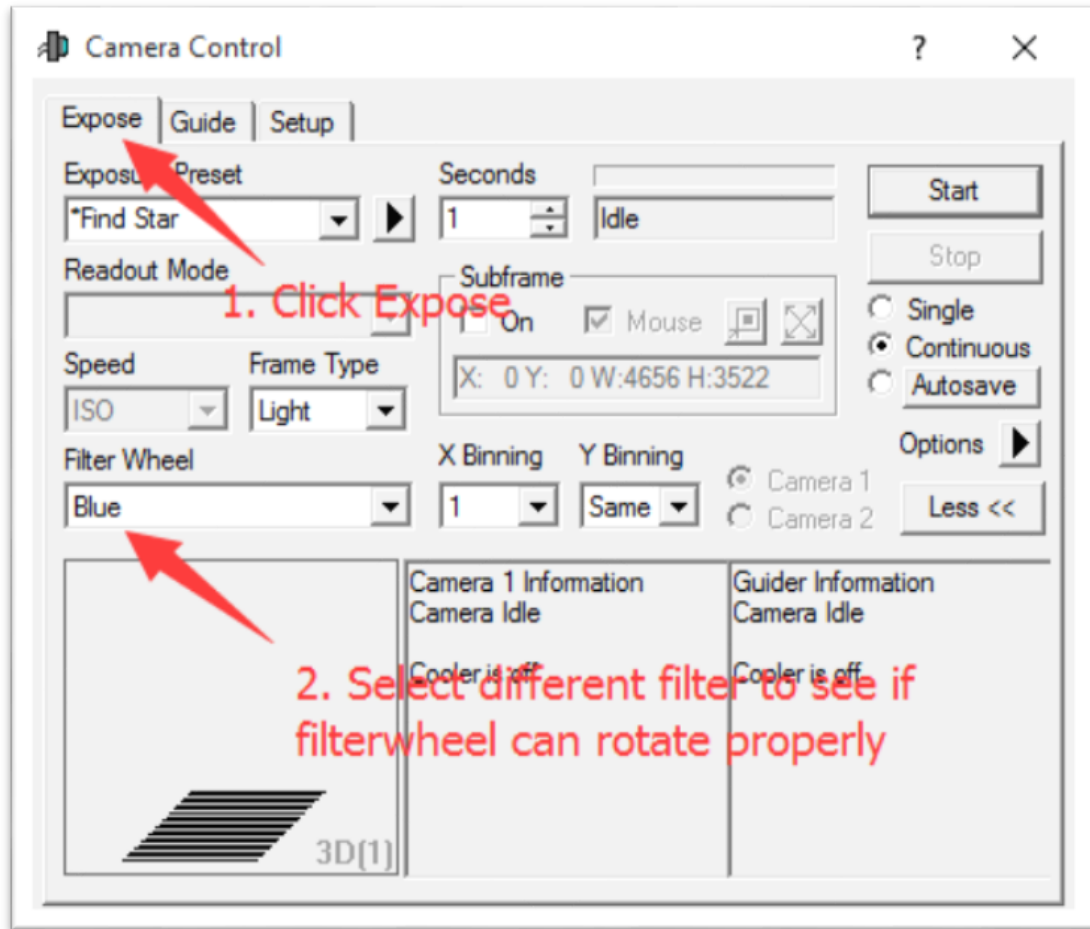 Camera Control
?
Expose Guide Setup
Exposure Preset
Seconds
*Find Star
1
Idle
Start
Stop
Readout Mode
1. Click Expose
Subframe
On
Mouse
X: 0 Y: 0 W:4656 H:3522
Single
Continuous
Autosave
Speed
Frame Type
ISO
Light
Options
Filter Wheel
X Binning
Y Binning
Blue
1
Same
Camera 1
Camera 2
Less <<
Camera 1 Information
Camera Idle
Cooler is off
Guider Information
Camera Idle
Cooler is off
2. Select different filter to see if
filterwheel can rotate properly
3D(1)